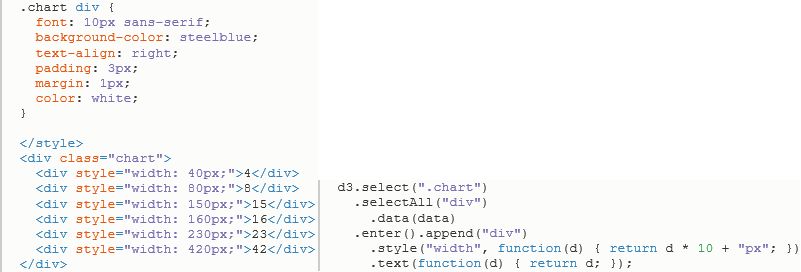 .chart div {
  font: 10px sans-serif;
  background-color: steelblue;
  text-align: right;
  padding: 3px;
  margin: 1px;
  color: white;
}

</style>
<div class="chart">
  <div style="width: 40px;">4</div>
  <div style="width: 80px;">8</div>
  <div style="width: 150px;">15</div>
  <div style="width: 160px;">16</div>
  <div style="width: 230px;">23</div>
  <div style="width: 420px;">42</div>
</div>
d3.select(".chart")
  .selectAll("div")
    .data(data)
  .enter().append("div")
    .style("width", function(d) { return d * 10 + "px"; })
    .text(function(d) { return d; });